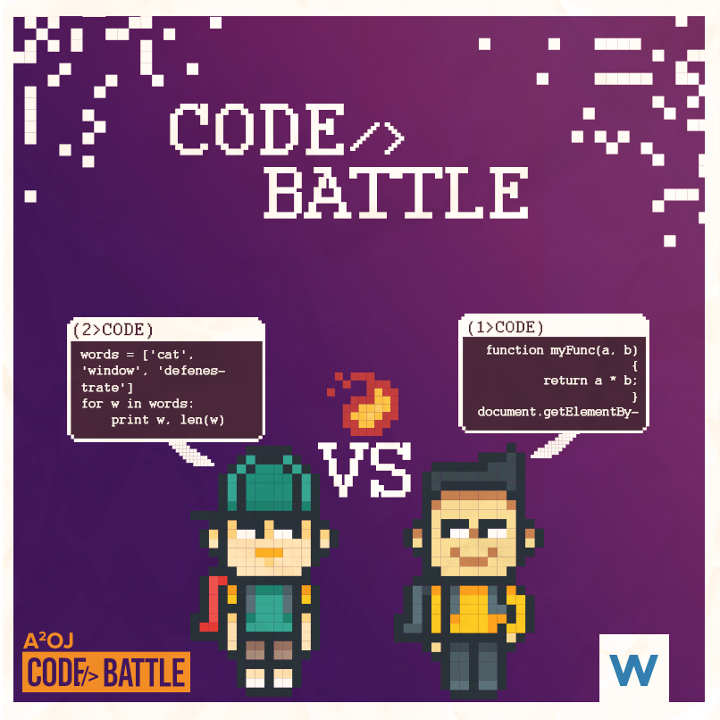 CODE/>
BATTLE
(2>CODE)
words = ['cat',
'window', 'defenes-
trate']
for w in words:
print w, len(w)
(1>CODE)
function myFunc(a, b)
{
return a * b;
}
document.getElementBy-
VS
A²OJ
CODE/> BATTLE
W